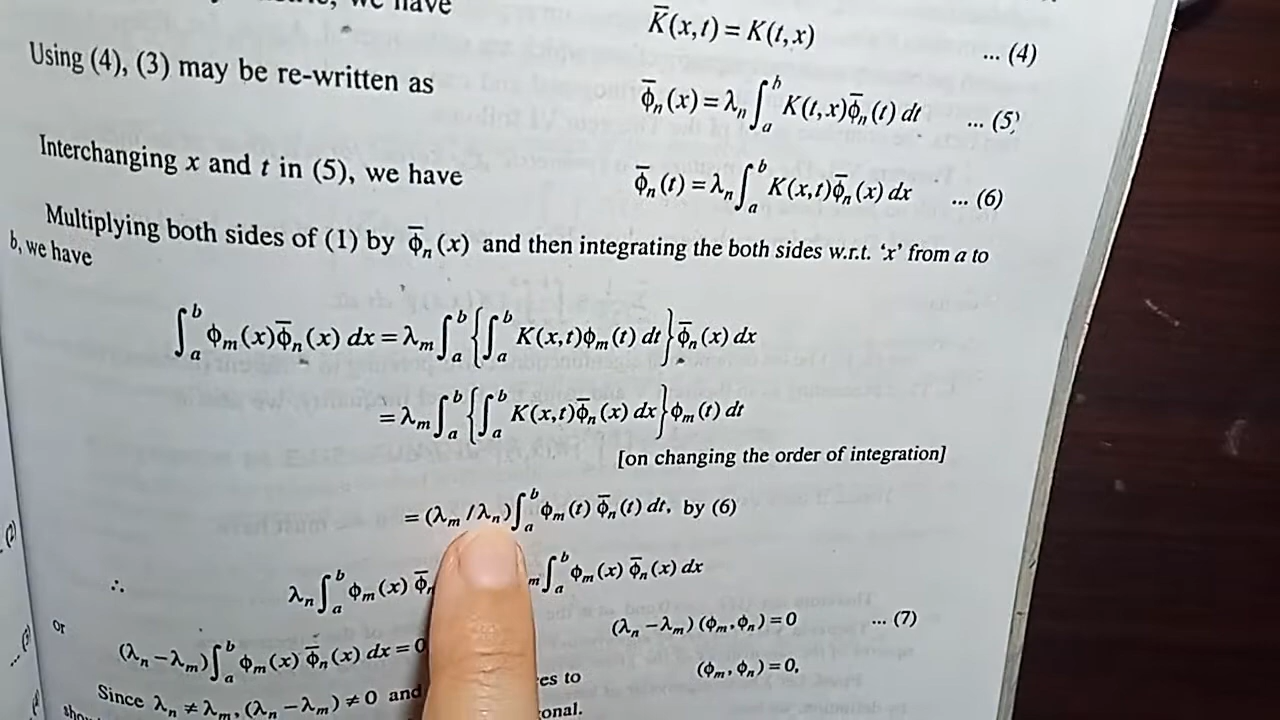 we have
K̄(x,t) = K(t,x) ... (4)
Using (4), (3) may be re-written as
ϕ̄ₙ(x) = λₙ ∫ₐᵇ K(t,x)ϕ̄ₙ(t) dt ... (5)
Interchanging x and t in (5), we have
ϕ̄ₙ(t) = λₙ ∫ₐᵇ K(x,t)ϕ̄ₙ(x) dx ... (6)
Multiplying both sides of (1) by ϕ̄ₙ(x) and then integrating the both sides w.r.t. ‘x’ from a to
b, we have
∫ₐᵇ ϕₘ(x)ϕ̄ₙ(x) dx = λₘ ∫ₐᵇ {∫ₐᵇ K(x,t)ϕₘ(t) dt} ϕ̄ₙ(x) dx
= λₘ ∫ₐᵇ {∫ₐᵇ K(x,t)ϕ̄ₙ(x) dx} ϕₘ(t) dt
[on changing the order of integration]
= (λₘ /λₙ) ∫ₐᵇ ϕₘ(t) ϕ̄ₙ(t) dt, by (6)
∴ λₙ ∫ₐᵇ ϕₘ(x) ϕ̄ₙ ₘ ∫ₐᵇ ϕₘ(x) ϕ̄ₙ(x) dx
or (λₙ – λₘ) ∫ₐᵇ ϕₘ(x) ϕ̄ₙ(x) dx = 0 (λₙ – λₘ) (ϕₘ, ϕₙ) = 0 ... (7)
Since λₙ ≠ λₘ, (λₙ – λₘ) ≠ 0 and es to (ϕₘ, ϕₙ) = 0,
onal.